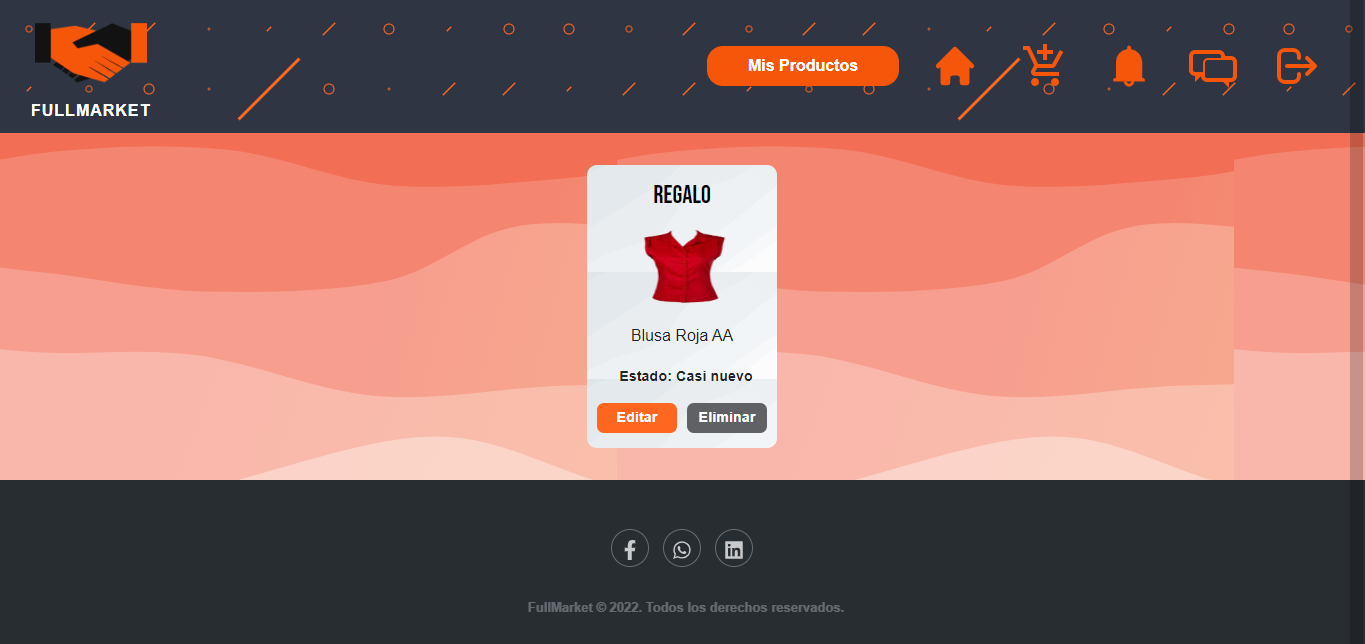 FULLMARKET
Mis Productos
REGALO
Blusa Roja AA
Estado: Casi nuevo
Editar
Eliminar
FullMarket © 2022. Todos los derechos reservados.